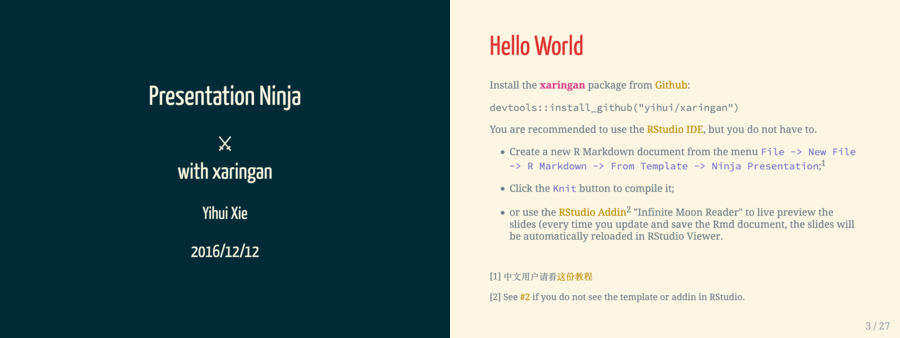 Presentation Ninja
⚔
with xaringan
Yihui Xie
2016/12/12
Hello World
Install the xaringan package from Github:
devtools::install_github("yihui/xaringan")
You are recommended to use the RStudio IDE, but you do not have to.
• Create a new R Markdown document from the menu File -> New File
-> R Markdown -> From Template -> Ninja Presentation;1
• Click the Knit button to compile it;
• or use the RStudio Addin2 "Infinite Moon Reader" to live preview the
slides (every time you update and save the Rmd document, the slides will
be automatically reloaded in RStudio Viewer.
[1] 中文用户请看这份教程
[2] See #2 if you do not see the template or addin in RStudio.
3 / 27